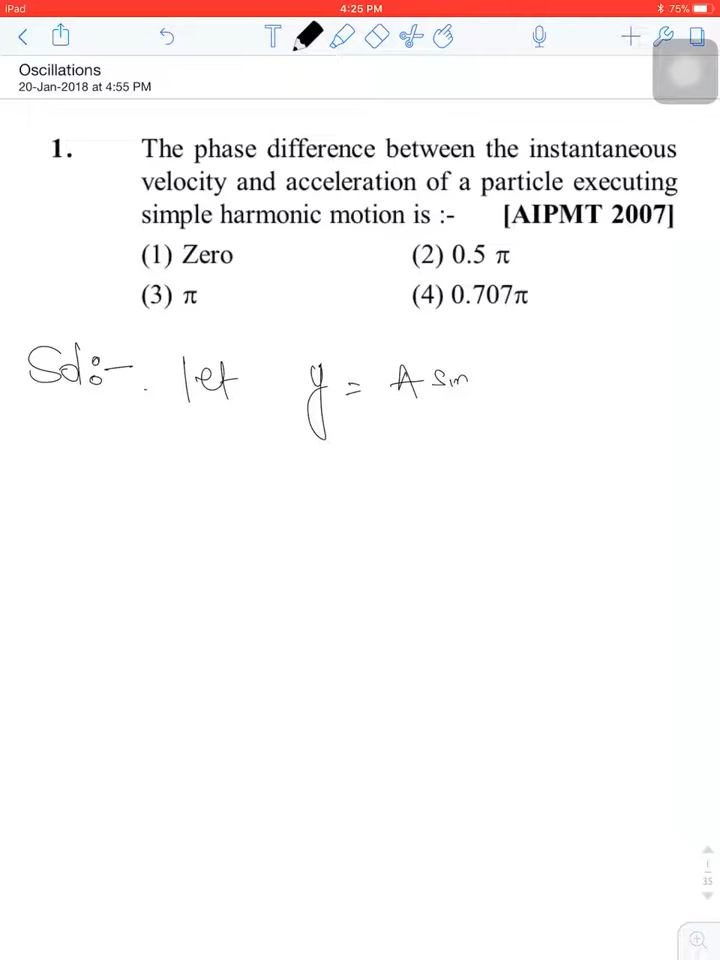 iPad 4:25 PM 75%
T
Oscillations
20-Jan-2018 at 4:55 PM
1. The phase difference between the instantaneous
velocity and acceleration of a particle executing
simple harmonic motion is :- [AIPMT 2007]
(1) Zero (2) 0.5 π
(3) π (4) 0.707π
Sol:- . let y = A sin
1
35